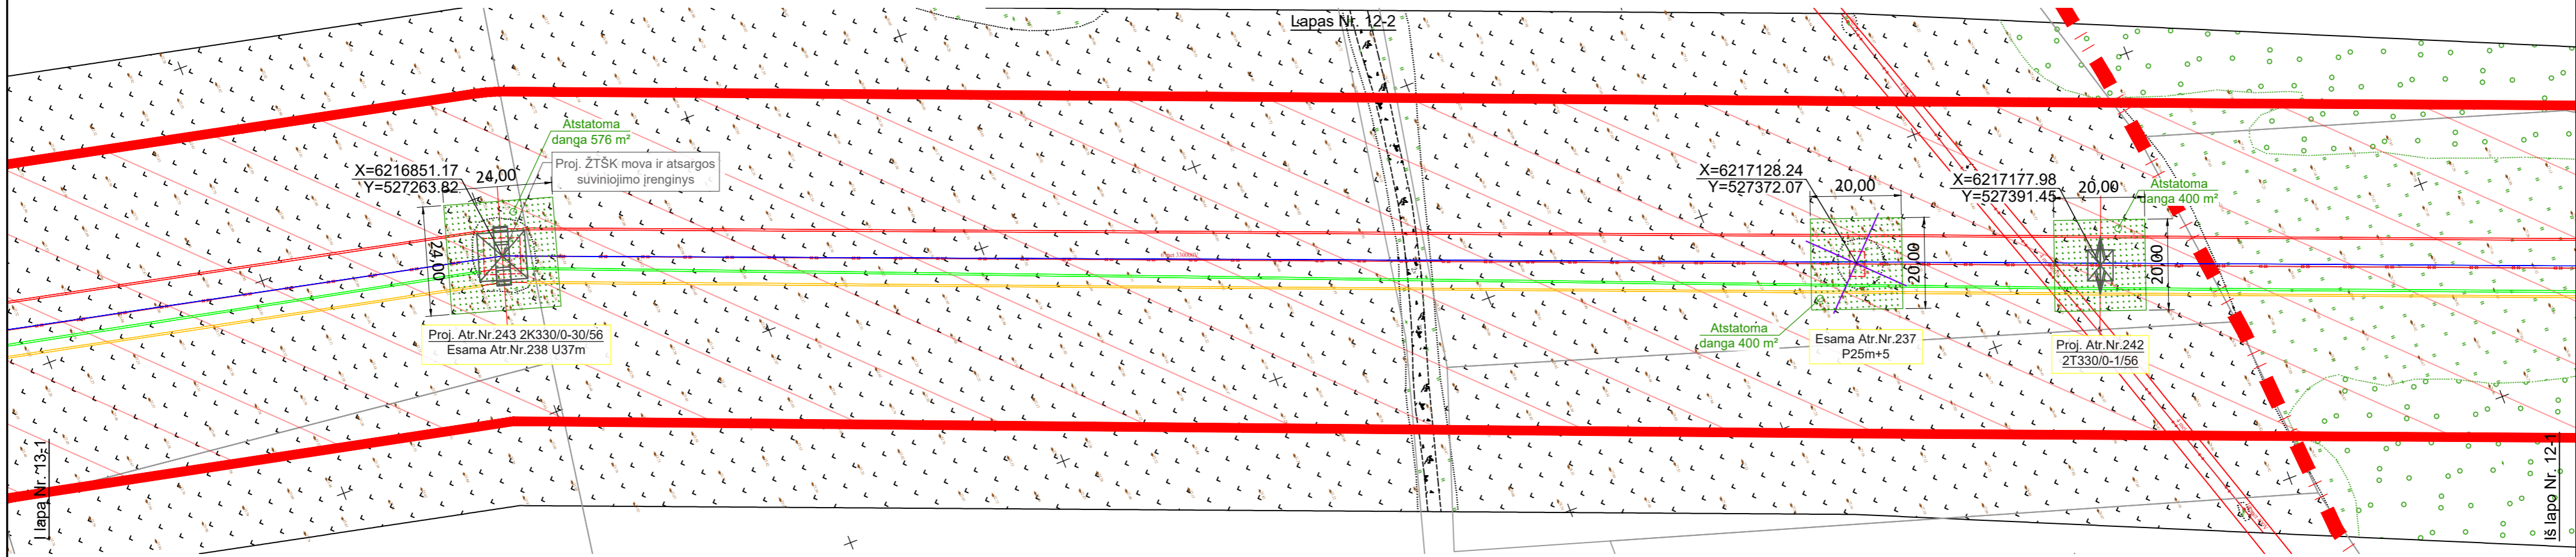 Lapas Nr. 12-2
Atstatoma
danga 576 m²
Proj. ŽTŠK mova ir atsargos
suviniojimo įrenginys
X=6216851.17
Y=527263.82
24,00
24,00
Proj. Atr.Nr.243 2K330/0-30/56
Esama Atr.Nr.238 U37m
X=6217128.24
Y=527372.07
20,00
20,00
Atstatoma
danga 400 m²
Esama Atr.Nr.237
P25m+5
X=6217177.98
Y=527391.45
20,00
20,00
Atstatoma
danga 400 m²
Proj. Atr.Nr.242
2T330/0-1/56
Į lapa Nr. 13-1
Iš lapo Nr. 12-1